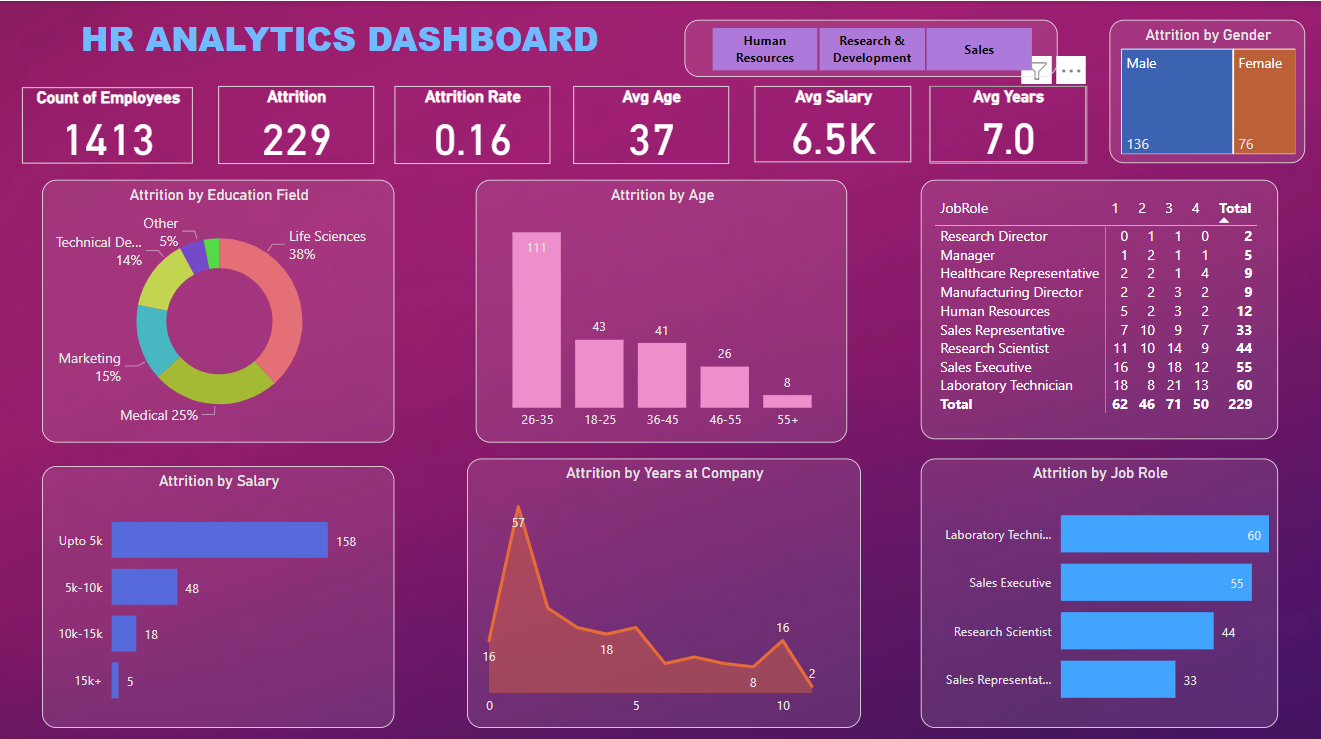 HR ANALYTICS DASHBOARD
Human
Resources
Research &
Development
Sales
Attrition by Gender
Male
Female
136
76
Count of Employees
1413
Attrition
229
Attrition Rate
0.16
Avg Age
37
Avg Salary
6.5K
Avg Years
7.0
Attrition by Education Field
Other
5%
Life Sciences
38%
Technical De...
14%
Marketing
15%
Medical 25%
Attrition by Age
111
43
41
26
8
26-35 18-25 36-45 46-55 55+
JobRole 1 2 3 4 Total
Research Director 0 1 1 0 2
Manager 1 2 1 1 5
Healthcare Representative 2 2 1 4 9
Manufacturing Director 2 2 3 2 9
Human Resources 5 2 3 2 12
Sales Representative 7 10 9 7 33
Research Scientist 11 10 14 9 44
Sales Executive 16 9 18 12 55
Laboratory Technician 18 8 21 13 60
Total 62 46 71 50 229
Attrition by Salary
Upto 5k 158
5k-10k 48
10k-15k 18
15k+ 5
Attrition by Years at Company
57
16
18
8
16
2
0 5 10
Attrition by Job Role
Laboratory Techni... 60
Sales Executive 55
Research Scientist 44
Sales Representat... 33